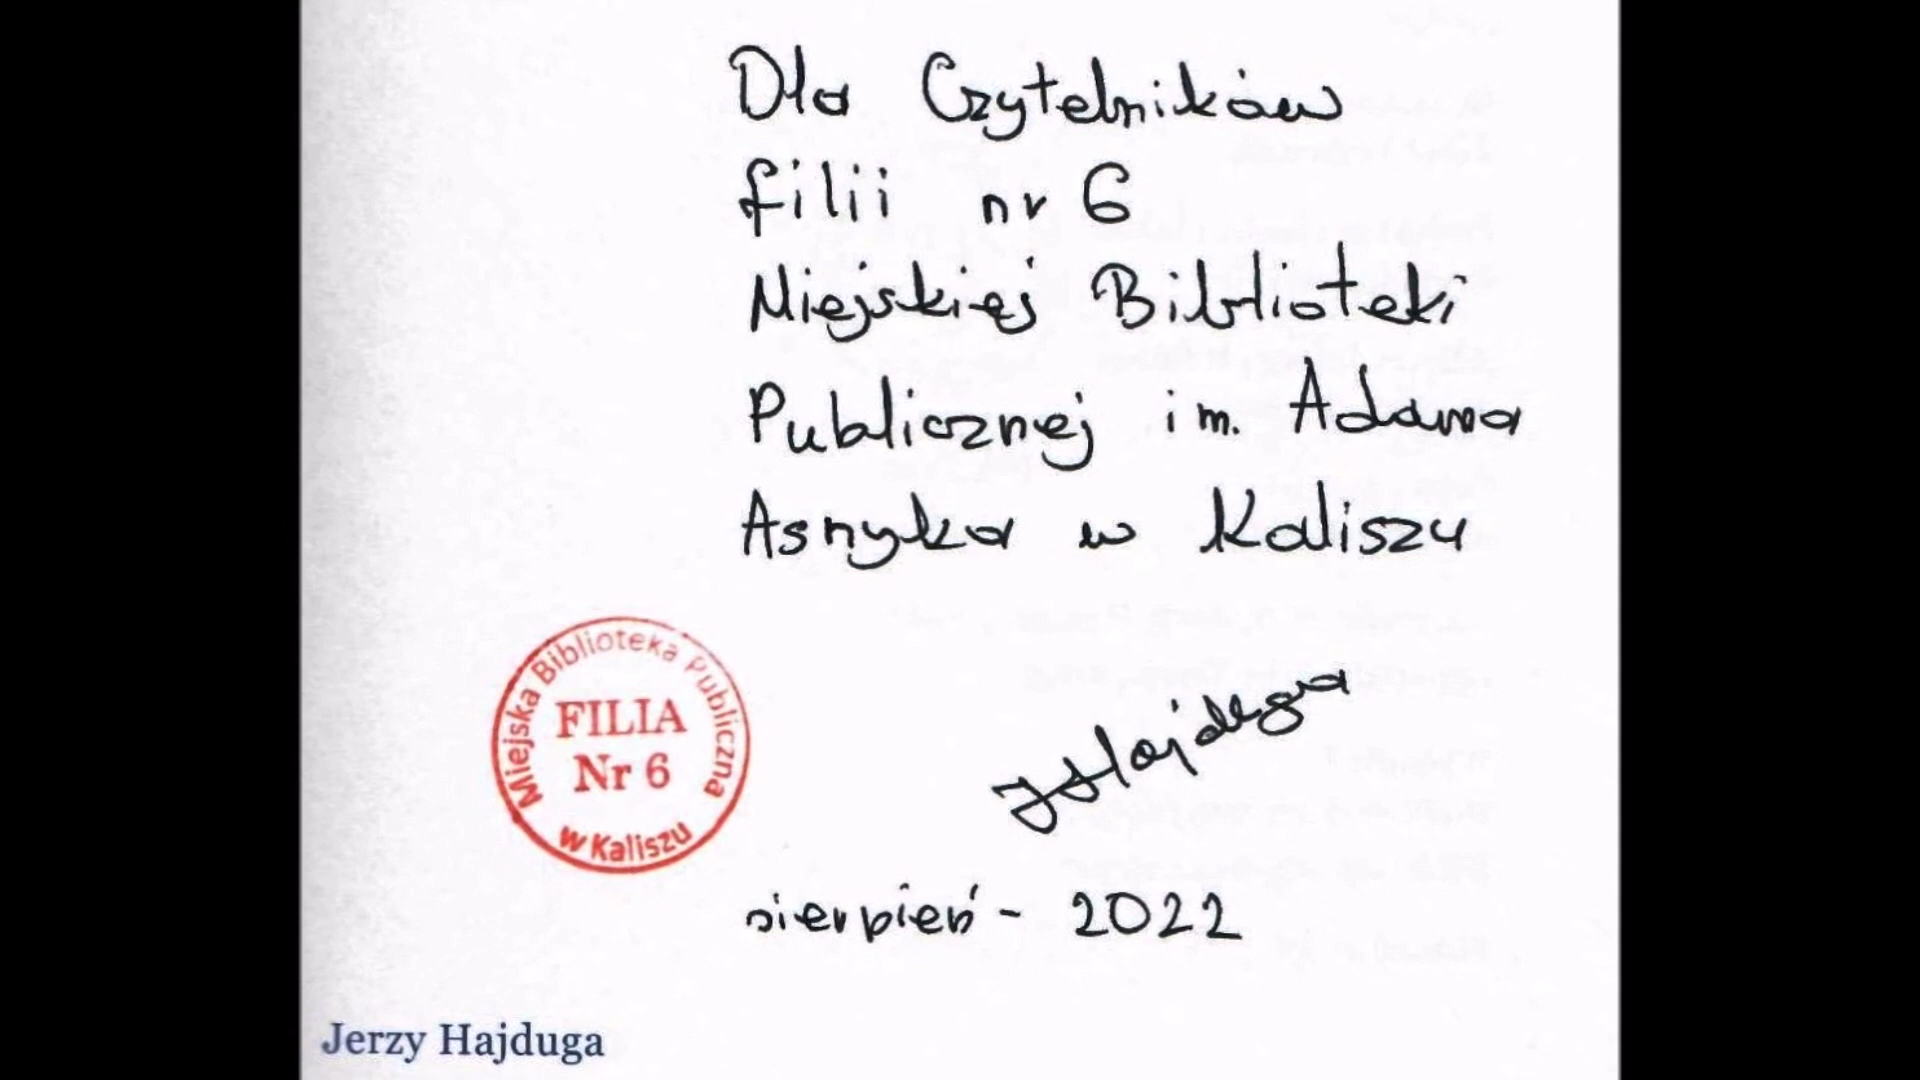 Dla Czytelników
filii nr 6
Miejskiej Biblioteki
Publicznej im. Adama
Asnyka w Kaliszu
Miejska Biblioteka Publiczna
FILIA
Nr 6
w Kaliszu
J Hajduga
sierpień - 2022
Jerzy Hajduga